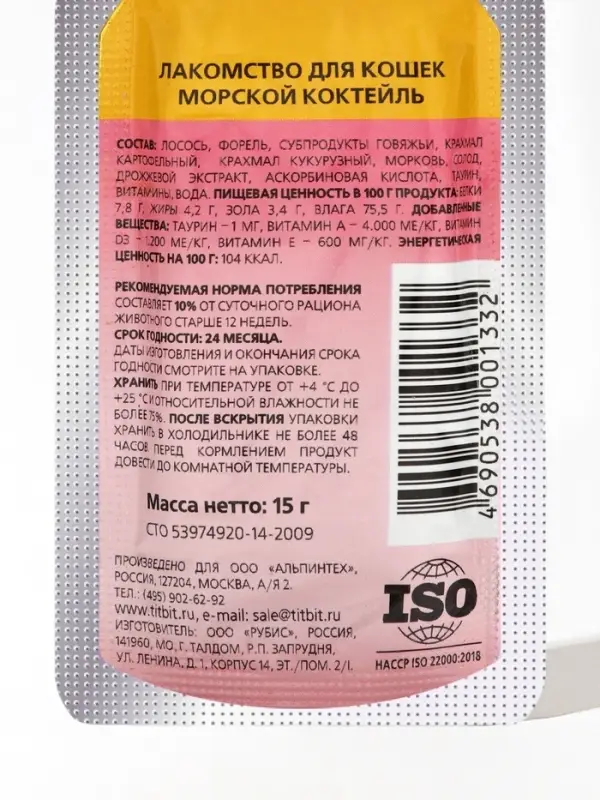 ЛАКОМСТВО ДЛЯ КОШЕК
МОРСКОЙ КОКТЕЙЛЬ
СОСТАВ: ЛОСОСЬ, ФОРЕЛЬ, СУБПРОДУКТЫ ГОВЯЖЬИ, КРАХМАЛ
КАРТОФЕЛЬНЫЙ, КРАХМАЛ КУКУРУЗНЫЙ, МОРКОВЬ, СОЛОД,
ДРОЖЖЕВОЙ ЭКСТРАКТ, АСКОРБИНОВАЯ КИСЛОТА, ТАУРИН,
ВИТАМИНЫ, ВОДА. ПИЩЕВАЯ ЦЕННОСТЬ В 100 Г ПРОДУКТА: БЕЛКИ
7,8 Г, ЖИРЫ 4,2 Г, ЗОЛА 3,4 Г, ВЛАГА 75,5 Г. ДОБАВЛЕННЫЕ
ВЕЩЕСТВА: ТАУРИН – 1 МГ, ВИТАМИН А – 4.000 МЕ/КГ, ВИТАМИН
D3 – 1.200 МЕ/КГ, ВИТАМИН Е – 600 МГ/КГ. ЭНЕРГЕТИЧЕСКАЯ
ЦЕННОСТЬ НА 100 Г: 104 ККАЛ.
РЕКОМЕНДУЕМАЯ НОРМА ПОТРЕБЛЕНИЯ
СОСТАВЛЯЕТ 10% ОТ СУТОЧНОГО РАЦИОНА
ЖИВОТНОГО СТАРШЕ 12 НЕДЕЛЬ.
СРОК ГОДНОСТИ: 24 МЕСЯЦА.
ДАТЫ ИЗГОТОВЛЕНИЯ И ОКОНЧАНИЯ СРОКА
ГОДНОСТИ СМОТРИТЕ НА УПАКОВКЕ.
ХРАНИТЬ ПРИ ТЕМПЕРАТУРЕ ОТ +4 °С ДО
+25 °С И ОТНОСИТЕЛЬНОЙ ВЛАЖНОСТИ НЕ
БОЛЕЕ 75%. ПОСЛЕ ВСКРЫТИЯ УПАКОВКИ
ХРАНИТЬ В ХОЛОДИЛЬНИКЕ НЕ БОЛЕЕ 48
ЧАСОВ. ПЕРЕД КОРМЛЕНИЕМ ПРОДУКТ
ДОВЕСТИ ДО КОМНАТНОЙ ТЕМПЕРАТУРЫ.
4 690538 001332
Масса нетто: 15 г
СТО 53974920-14-2009
ПРОИЗВЕДЕНО ДЛЯ ООО «АЛЬПИНТЕХ»,
РОССИЯ, 127204, МОСКВА, А/Я 2.
ТЕЛ.: (495) 902-62-92
www.titbit.ru, e-mail: sale@titbit.ru
ИЗГОТОВИТЕЛЬ: ООО «РУБИС», РОССИЯ,
141960, МО, Г. ТАЛДОМ, Р.П. ЗАПРУДНЯ,
УЛ. ЛЕНИНА, Д.1, КОРПУС 14, ЭТ./ПОМ. 2/I.
ISO
HACCP ISO 22000:2018